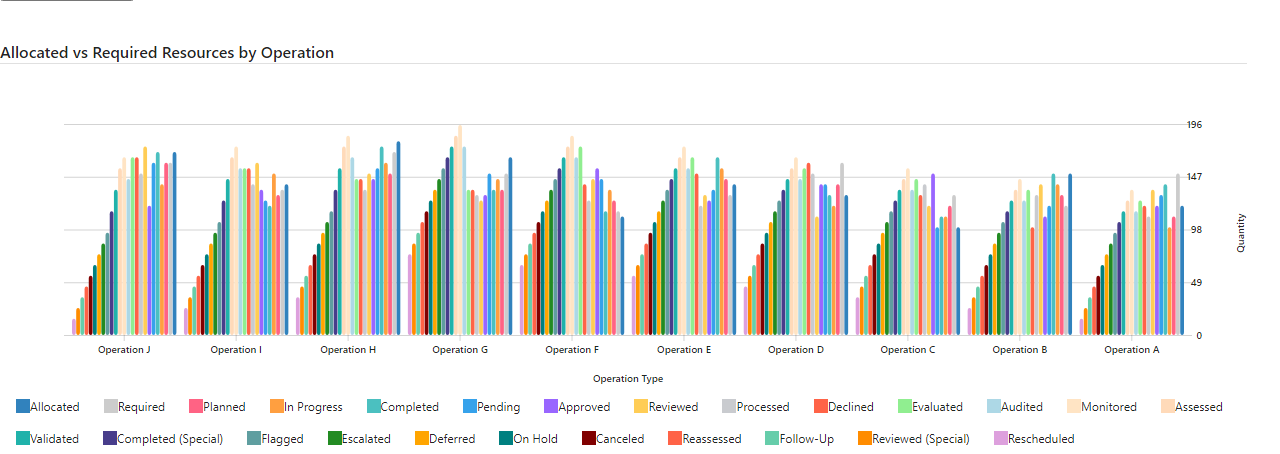 Allocated vs Required Resources by Operation
196
147
98
49
0
Quantity
Operation J Operation I Operation H Operation G Operation F Operation E Operation D Operation C Operation B Operation A
Operation Type
Allocated Required Planned In Progress Completed Pending Approved Reviewed Processed Declined Evaluated Audited Monitored Assessed
Validated Completed (Special) Flagged Escalated Deferred On Hold Canceled Reassessed Follow-Up Reviewed (Special) Rescheduled